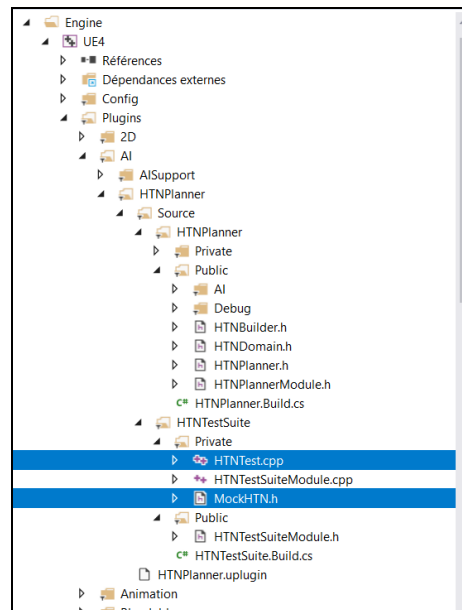 Engine
UE4
Références
Dépendances externes
Config
Plugins
2D
AI
AISupport
HTNPlanner
Source
HTNPlanner
Private
Public
AI
Debug
HTNBuilder.h
HTNDomain.h
HTNPlanner.h
HTNPlannerModule.h
C# HTNPlanner.Build.cs
HTNTestSuite
Private
HTNTest.cpp
HTNTestSuiteModule.cpp
MockHTN.h
Public
HTNTestSuiteModule.h
C# HTNTestSuite.Build.cs
HTNPlanner.uplugin
Animation